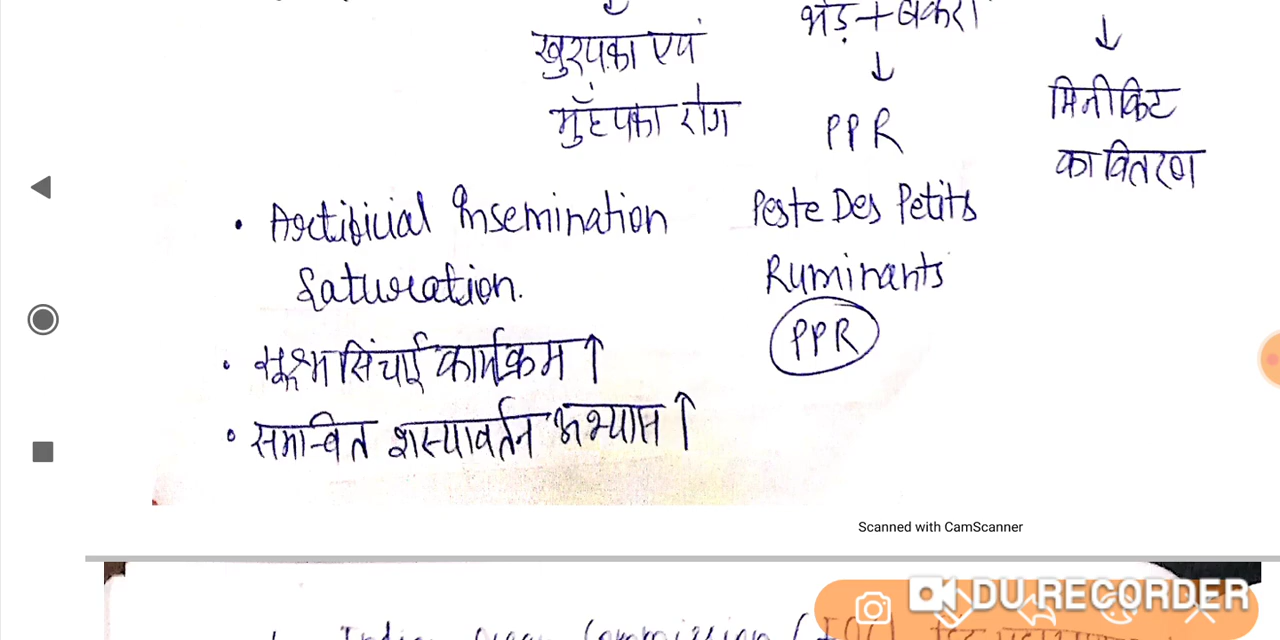 खुरपका एवं
मुँहपका रोग
भेड़ + बकरी
↓
PPR
Peste Des Petits
Ruminants
PPR
↓
मिनीकिट
का वितरण
• Artificial Insemination
Saturation.
• सूक्ष्म सिंचाई कार्यक्रम ↑
• समन्वित शस्यावर्तन अभ्यास ↑
Scanned with CamScanner
DU RECORDER
Commission (